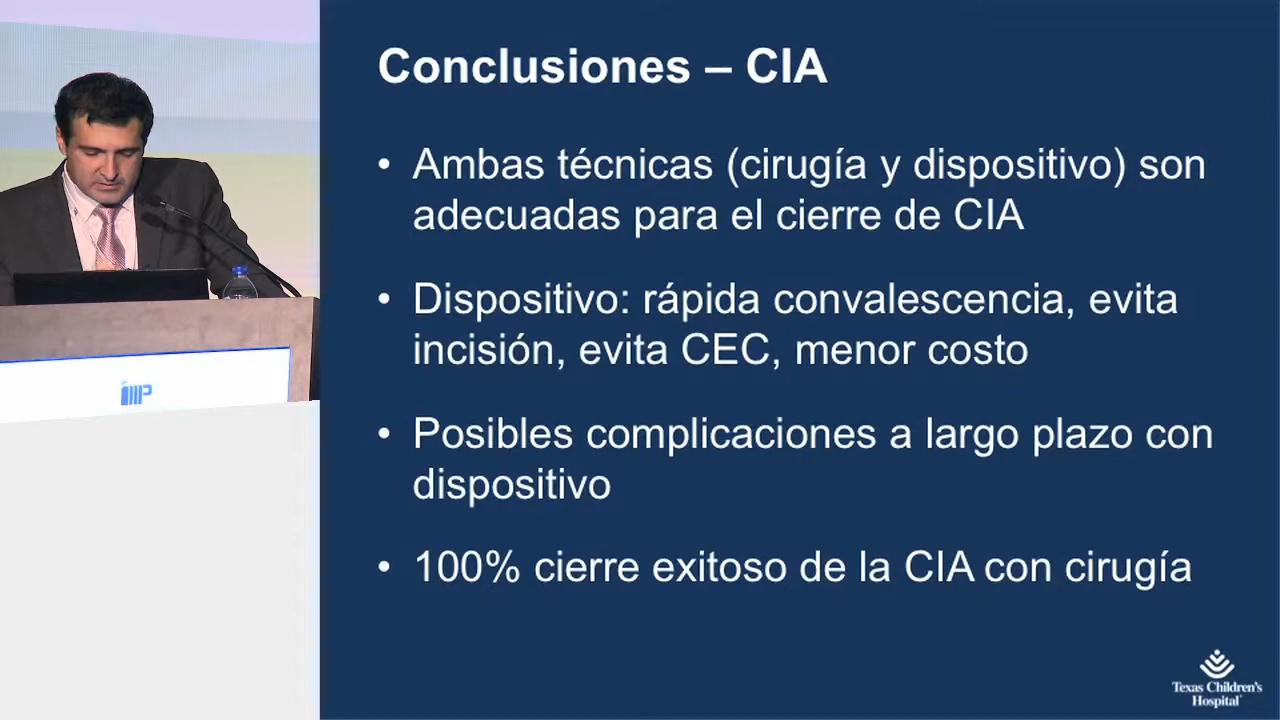 Conclusiones – CIA
• Ambas técnicas (cirugía y dispositivo) son
adecuadas para el cierre de CIA
• Dispositivo: rápida convalescencia, evita
incisión, evita CEC, menor costo
• Posibles complicaciones a largo plazo con
dispositivo
• 100% cierre exitoso de la CIA con cirugía
Texas Children's
Hospital